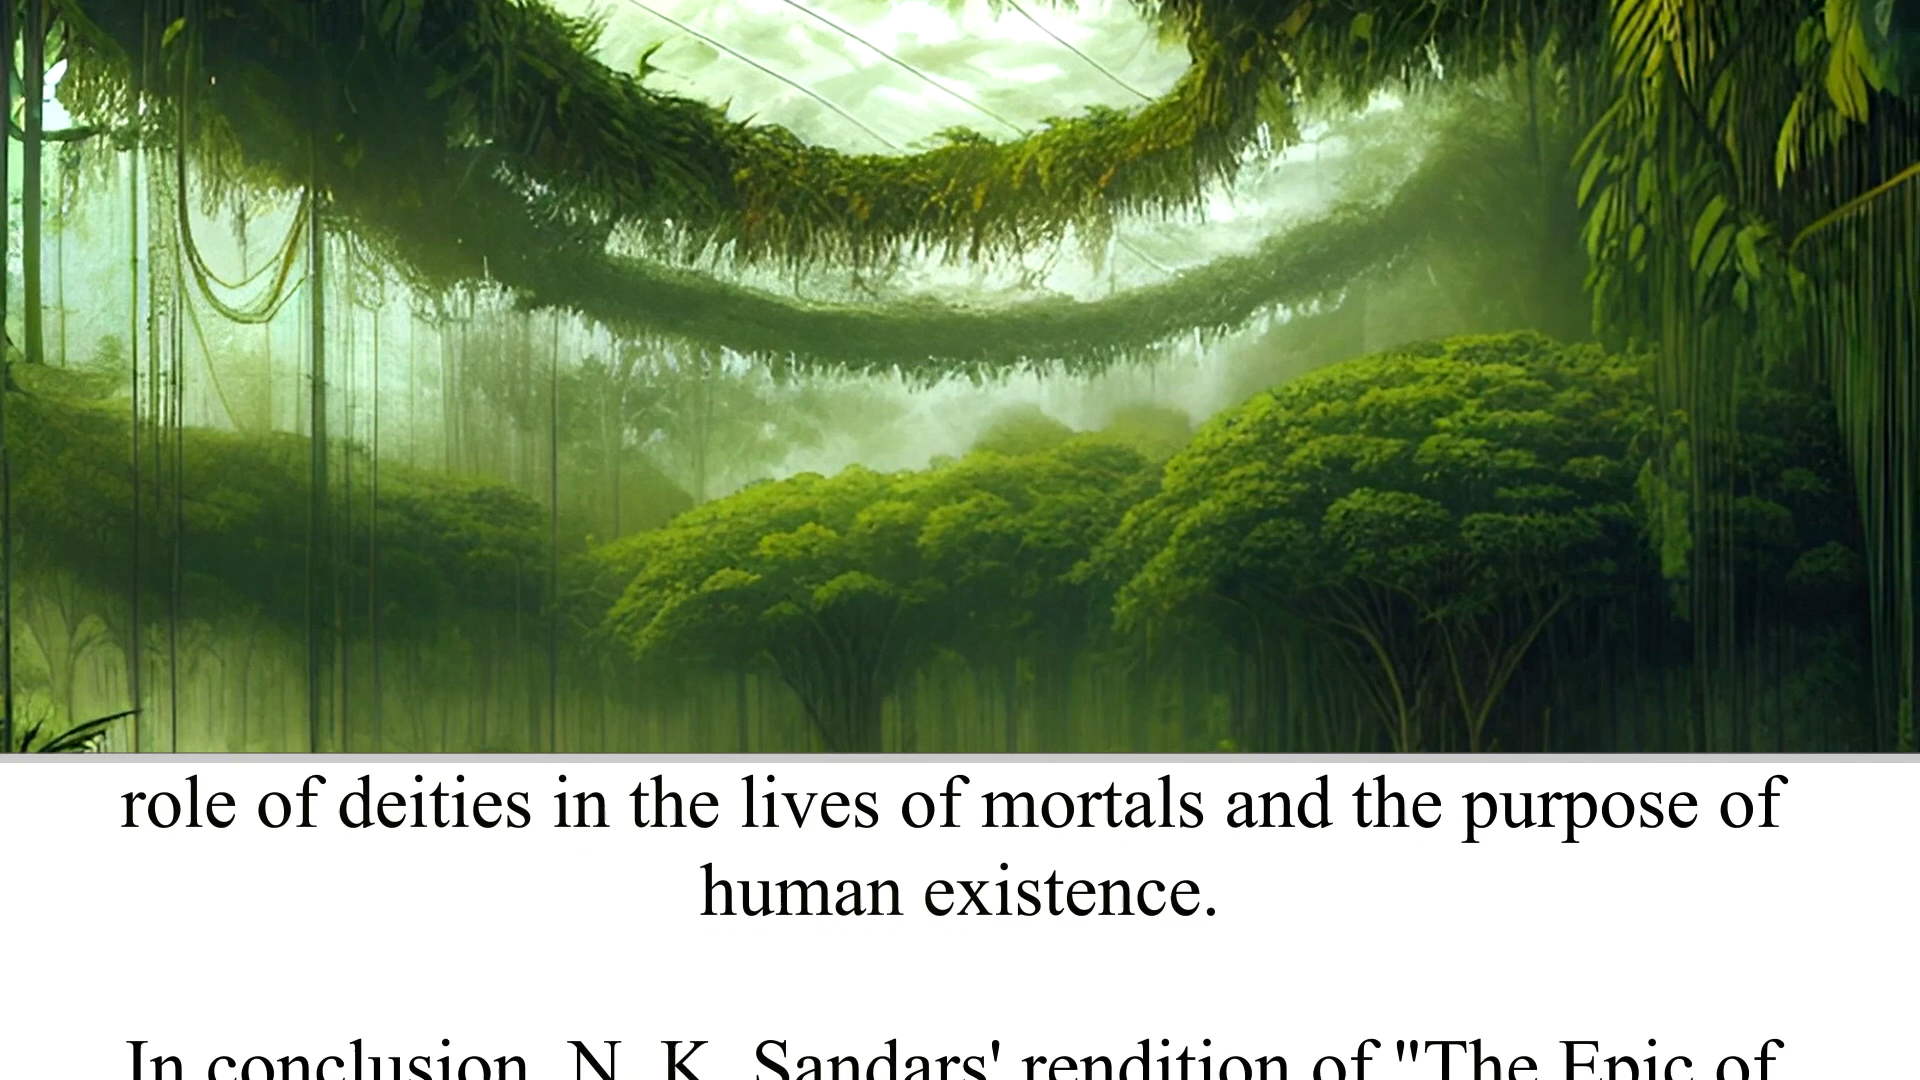 role of deities in the lives of mortals and the purpose of
human existence.
In conclusion, N. K. Sandars' rendition of "The Epic of